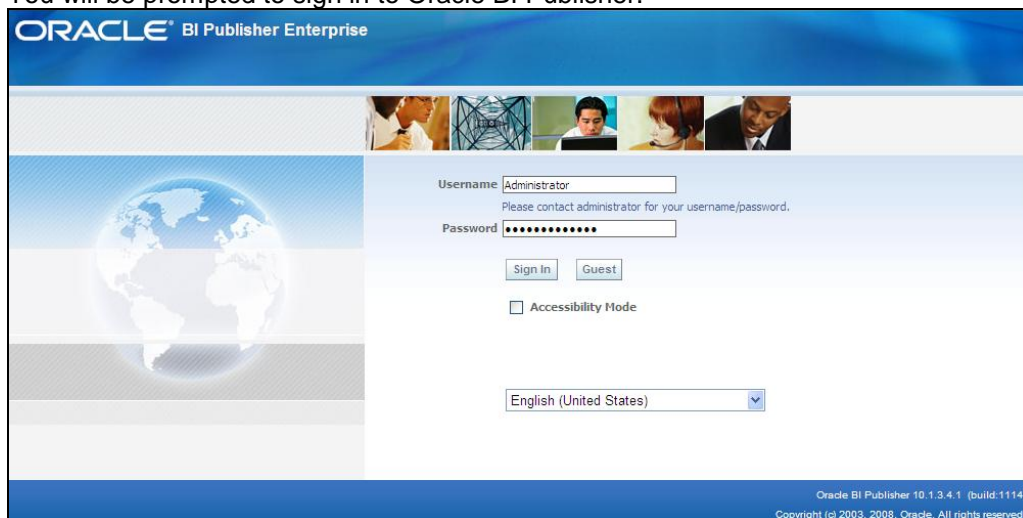 You will be prompted to sign in to Oracle BI Publisher.
ORACLE® BI Publisher Enterprise
Username Administrator
Please contact administrator for your username/password.
Password •••••••••••••
Sign In Guest
Accessibility Mode
English (United States)
Oracle BI Publisher 10.1.3.4.1 (build:1114
Copyright (c) 2003, 2008, Oracle. All rights reserved